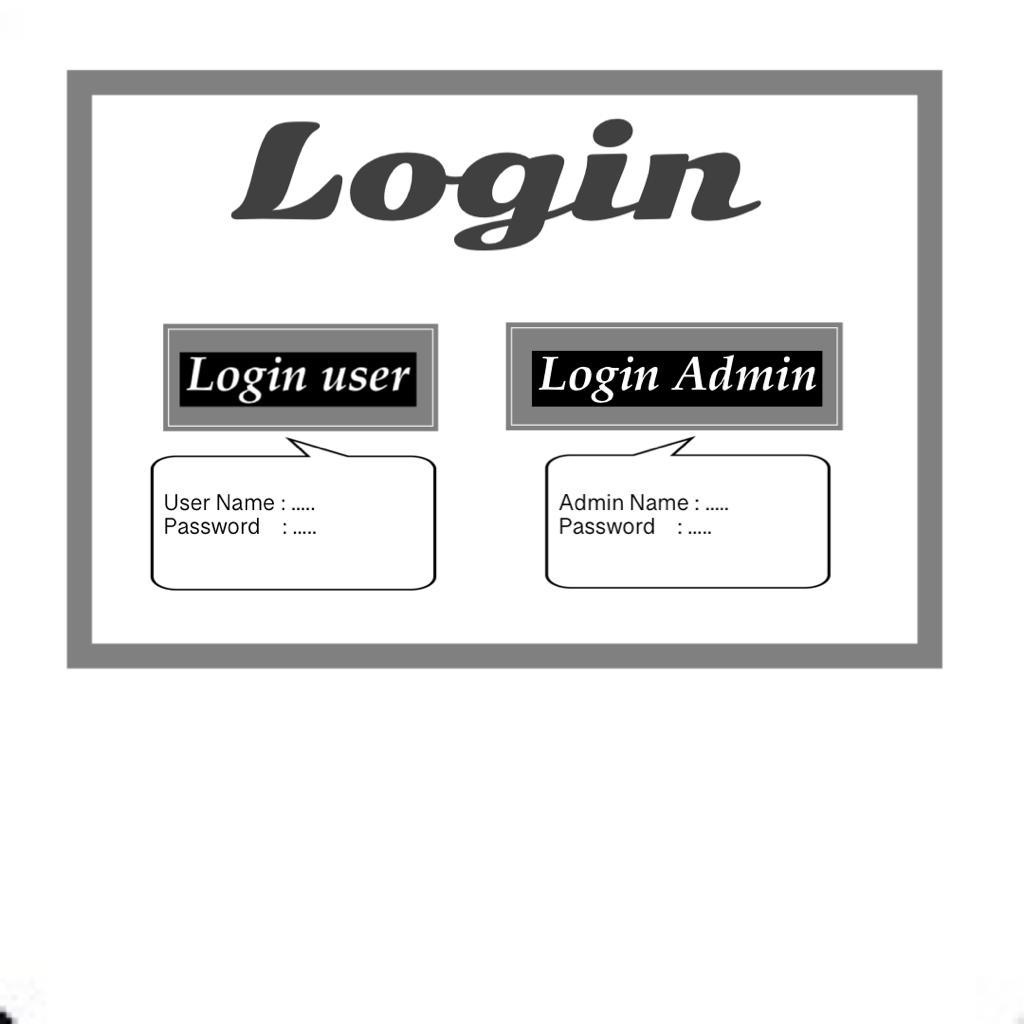 Login
Login user
Login Admin
User Name : .....
Password : .....
Admin Name : .....
Password : .....